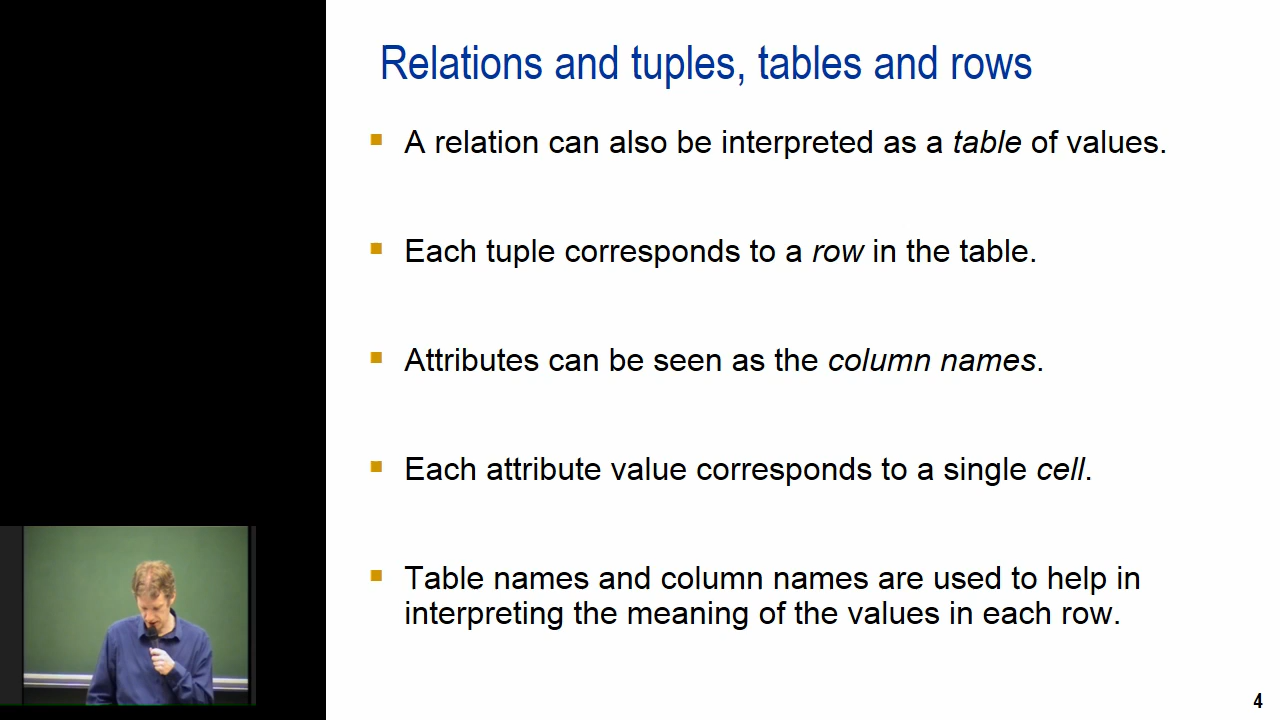 Relations and tuples, tables and rows
A relation can also be interpreted as a table of values.
Each tuple corresponds to a row in the table.
Attributes can be seen as the column names.
Each attribute value corresponds to a single cell.
Table names and column names are used to help in
interpreting the meaning of the values in each row.
4